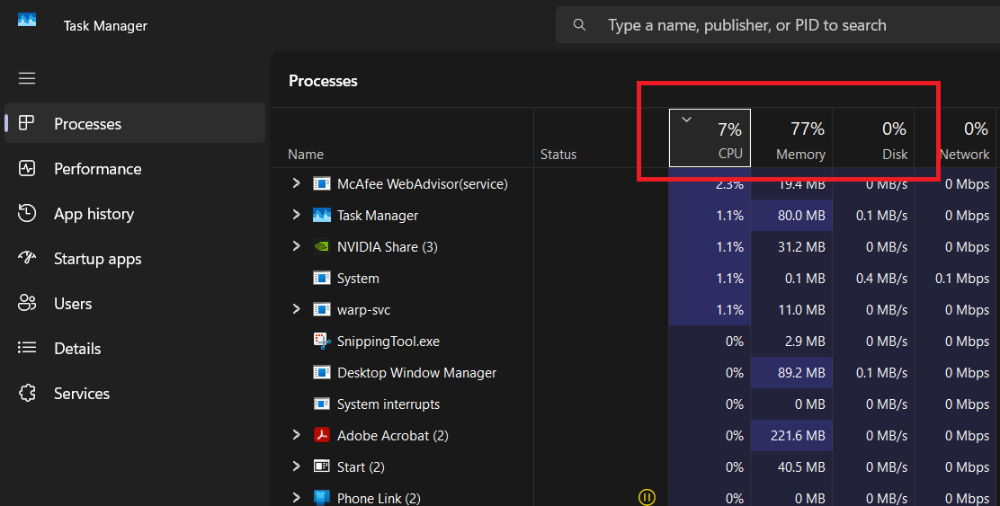 Task Manager
Type a name, publisher, or PID to search
Processes
Performance
App history
Startup apps
Users
Details
Services
Processes
7% 77% 0% 0%
Name Status CPU Memory Disk Network
McAfee WebAdvisor(service) 2.3% 19.4 MB 0 MB/s 0 Mbps
Task Manager 1.1% 80.0 MB 0.1 MB/s 0 Mbps
NVIDIA Share (3) 1.1% 31.2 MB 0 MB/s 0 Mbps
System 1.1% 0.1 MB 0.4 MB/s 0.1 Mbps
warp-svc 1.1% 11.0 MB 0 MB/s 0 Mbps
SnippingTool.exe 0% 2.9 MB 0 MB/s 0 Mbps
Desktop Window Manager 0% 89.2 MB 0.1 MB/s 0 Mbps
System interrupts 0% 0 MB 0 MB/s 0 Mbps
Adobe Acrobat (2) 0% 221.6 MB 0 MB/s 0 Mbps
Start (2) 0% 40.5 MB 0 MB/s 0 Mbps
Phone Link (2) 0% 0 MB 0 MB/s 0 Mbps